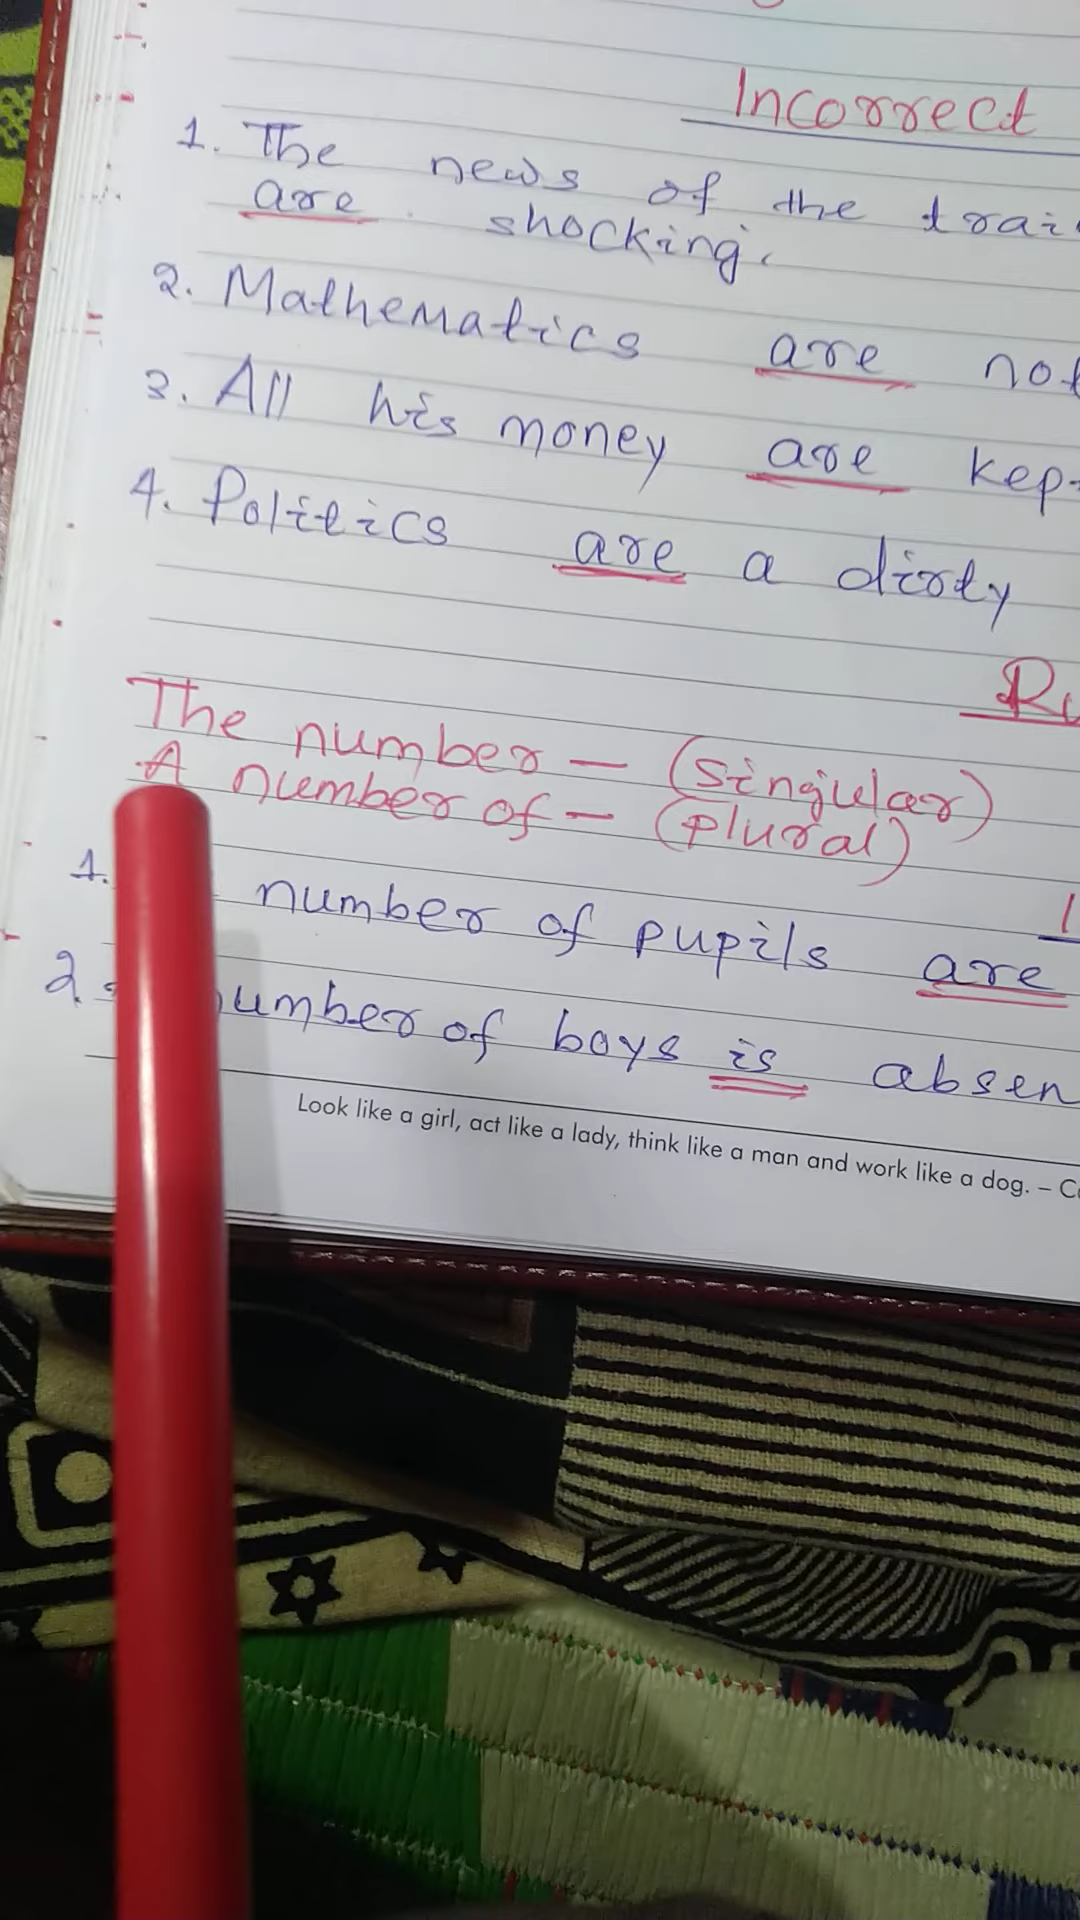 Incorrect
1. The news of the trai
are shocking.
2. Mathematics are not
3. All his money are kep
4. Politics are a dirty
The number — (singular)
A number of — (plural)
1. number of pupils are
2. number of boys is absen
Look like a girl, act like a lady, think like a man and work like a dog. –